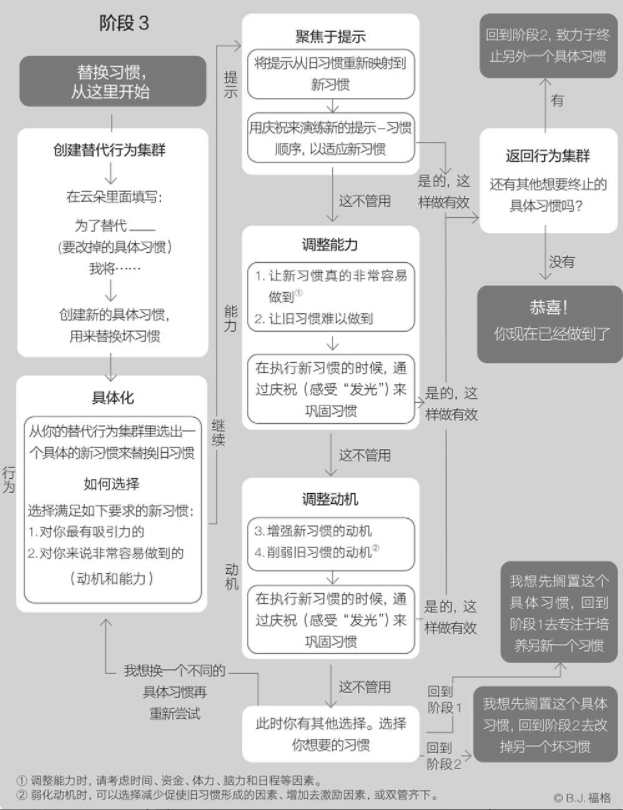 阶段 3
替换习惯，
从这里开始
创建替代行为集群
在云朵里面填写：
为了替代____
(要改掉的具体习惯)
我将……
创建新的具体习惯，
用来替换坏习惯
行为
具体化
从你的替代行为集群里选出一
个具体的新习惯来替换旧习惯
如何选择
选择满足如下要求的新习惯：
1.对你最有吸引力的
2.对你来说非常容易做到的
（动机和能力）
继续
提示
聚焦于提示
将提示从旧习惯重新映射到
新习惯
用庆祝来演练新的提示–习惯
顺序，以适应新习惯
这不管用
是的，这
样做有效
能力
调整能力
1. 让新习惯真的非常容易
做到①
2. 让旧习惯难以做到
在执行新习惯的时候，通
过庆祝（感受“发光”）来
巩固习惯
这不管用
是的，这
样做有效
动机
调整动机
3.增强新习惯的动机
4.削弱旧习惯的动机②
在执行新习惯的时候，通
过庆祝（感受“发光”）来
巩固习惯
这不管用
是的，这
样做有效
此时你有其他选择。选择
你想要的习惯
我想换一个不同的
具体习惯再
重新尝试
回到
阶段1
我想先搁置这个
具体习惯，回到
阶段1去专注于培
养另新一个习惯
回到
阶段2
我想先搁置这个具体
习惯，回到阶段2去改
掉另一个坏习惯
返回行为集群
还有其他想要终止的
具体习惯吗？
有
回到阶段2，致力于终
止另外一个具体习惯
没有
恭喜！
你现在已经做到了
① 调整能力时，请考虑时间、资金、体力、脑力和日程等因素。
② 弱化动机时，可以选择减少促使旧习惯形成的因素、增加去激励因素，或双管齐下。
©B.J.福格